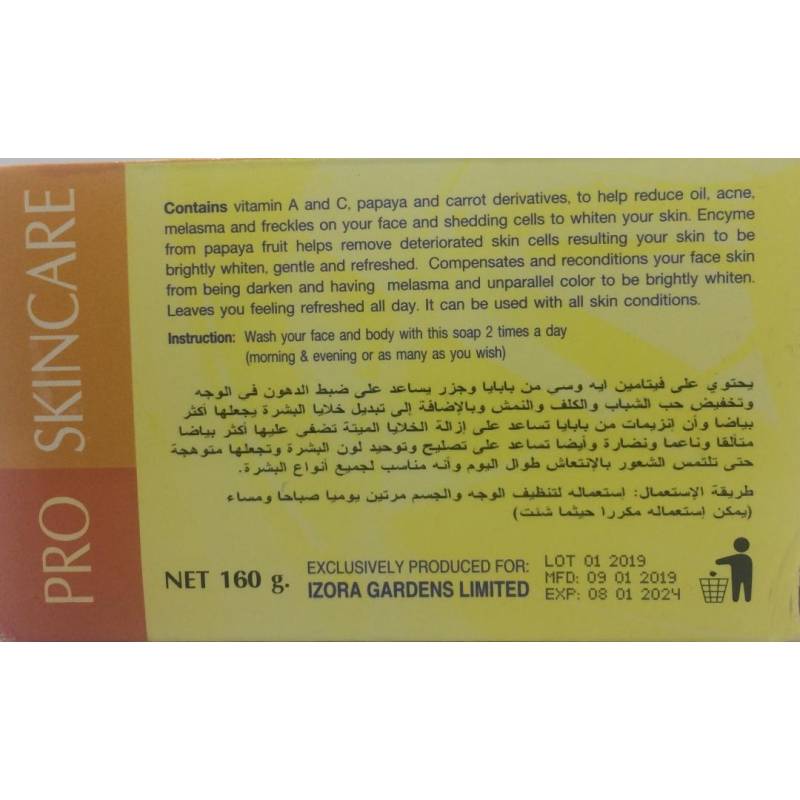 PRO SKINCARE
Contains vitamin A and C, papaya and carrot derivatives, to help reduce oil, acne,
melasma and freckles on your face and shedding cells to whiten your skin. Encyme
from papaya fruit helps remove deteriorated skin cells resulting your skin to be
brightly whiten, gentle and refreshed. Compensates and reconditions your face skin
from being darken and having melasma and unparallel color to be brightly whiten.
Leaves you feeling refreshed all day. It can be used with all skin conditions.
Instruction: Wash your face and body with this soap 2 times a day
(morning & evening or as many as you wish)
يحتوي على فيتامين ايه وسي من بابايا وجزر يساعد على ضبط الدهون في الوجه
وتخفيض حب الشباب والكلف والنمش وبالإضافة إلى تبديل خلايا البشرة يجعلها أكثر
بياضا وأن إنزيمات من بابايا تساعد على إزالة الخلايا الميتة تضفى عليها أكثر بياضا
متألقا وناعما ونضارة وأيضا تساعد على تصليح وتوحيد لون البشرة وتجعلها متوهجة
حتى تلتمس الشعور بالإنتعاش طوال اليوم وأنه مناسب لجميع أنواع البشرة.
طريقة الإستعمال: إستعماله لتنظيف الوجه والجسم مرتين يوميا صباحا ومساء
(يمكن إستعماله مكررا حيثما شئت)
NET 160 g.
EXCLUSIVELY PRODUCED FOR:
IZORA GARDENS LIMITED
LOT 01 2019
MFD: 09 01 2019
EXP: 08 01 2024